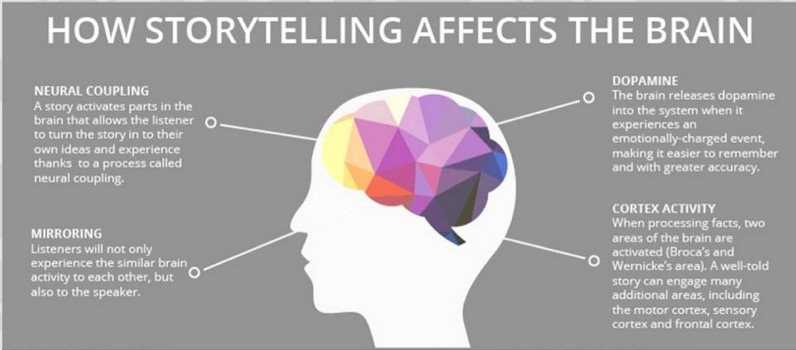 HOW STORYTELLING AFFECTS THE BRAIN
NEURAL COUPLING
A story activates parts in the
brain that allows the listener
to turn the story in to their
own ideas and experience
thanks to a process called
neural coupling.
MIRRORING
Listeners will not only
experience the similar brain
activity to each other, but
also to the speaker.
DOPAMINE
The brain releases dopamine
into the system when it
experiences an
emotionally-charged event,
making it easier to remember
and with greater accuracy.
CORTEX ACTIVITY
When processing facts, two
areas of the brain are
activated (Broca's and
Wernicke's area). A well-told
story can engage many
additional areas, including
the motor cortex, sensory
cortex and frontal cortex.